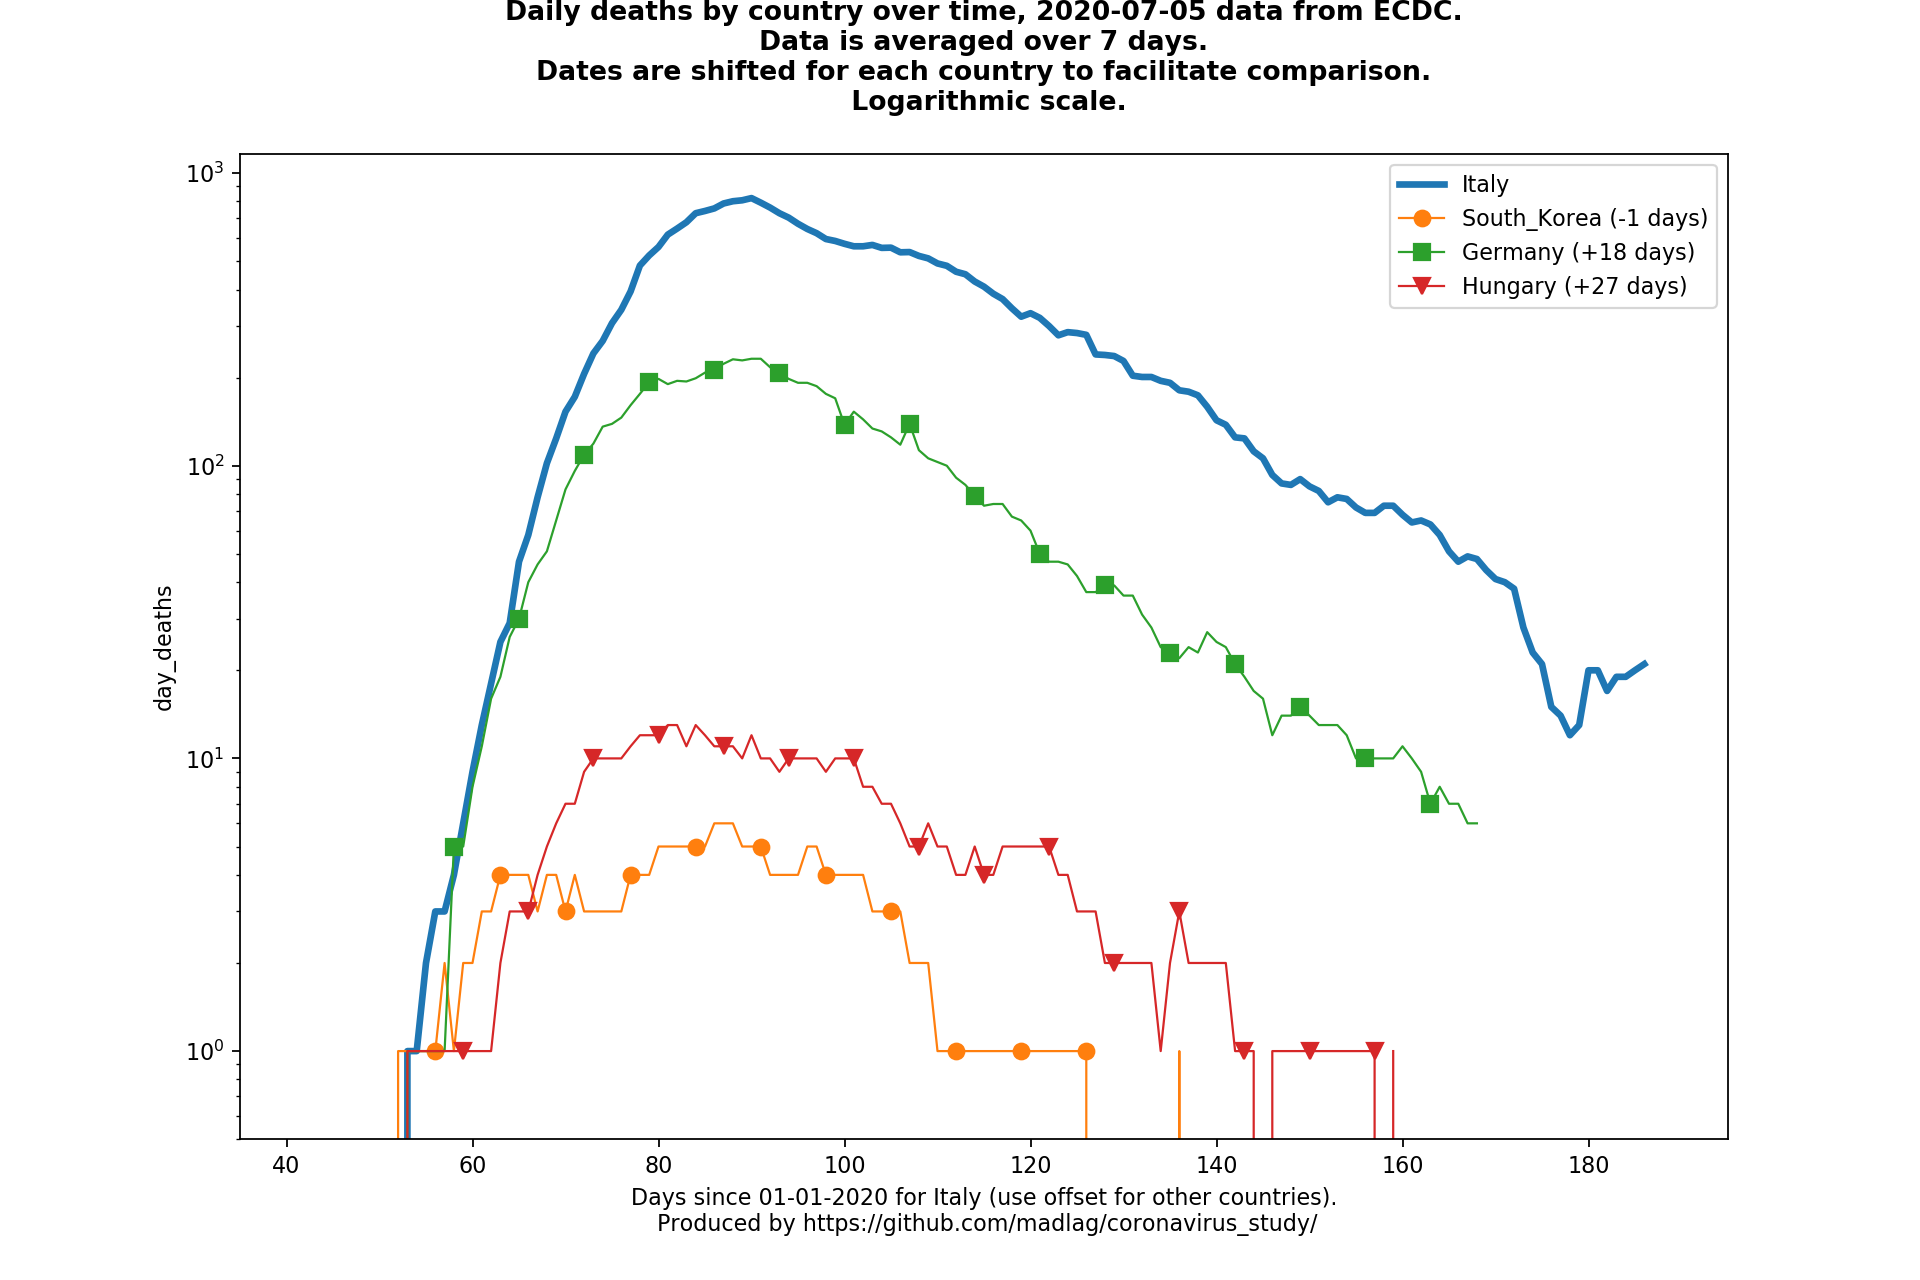 Daily deaths by country over time, 2020-07-05 data from ECDC.
Data is averaged over 7 days.
Dates are shifted for each country to facilitate comparison.
Logarithmic scale.
10³
10²
10¹
10⁰
day_deaths
Italy
South_Korea (-1 days)
Germany (+18 days)
Hungary (+27 days)
40 60 80 100 120 140 160 180
Days since 01-01-2020 for Italy (use offset for other countries).
Produced by https://github.com/madlag/coronavirus_study/